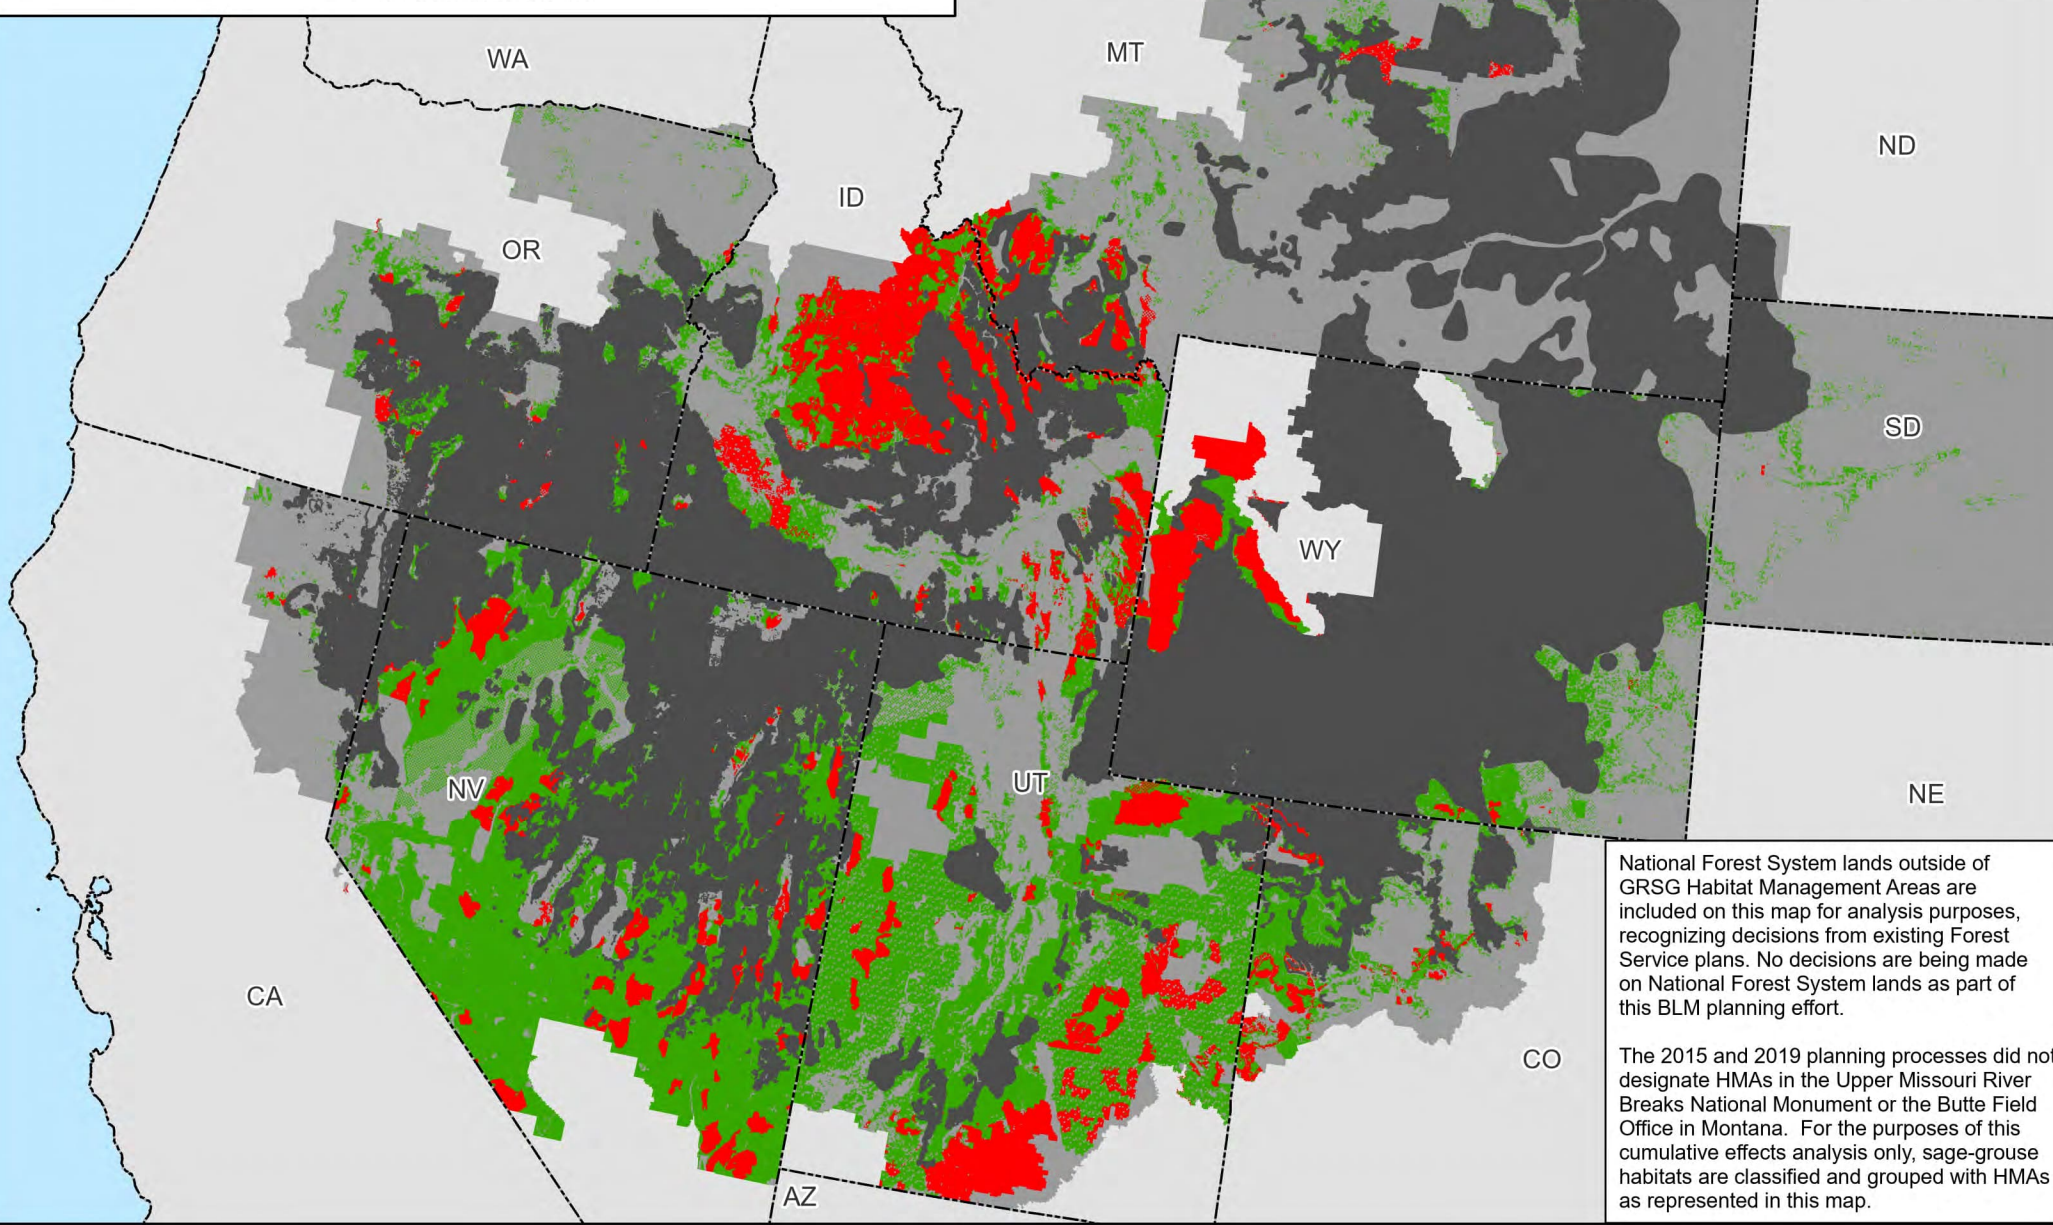 WA
MT
ND
ID
OR
SD
WY
UT
NV
NE
CA
CO
AZ
National Forest System lands outside of
GRSG Habitat Management Areas are
included on this map for analysis purposes,
recognizing decisions from existing Forest
Service plans. No decisions are being made
on National Forest System lands as part of
this BLM planning effort.
The 2015 and 2019 planning processes did not
designate HMAs in the Upper Missouri River
Breaks National Monument or the Butte Field
Office in Montana.  For the purposes of this
cumulative effects analysis only, sage-grouse
habitats are classified and grouped with HMAs
as represented in this map.